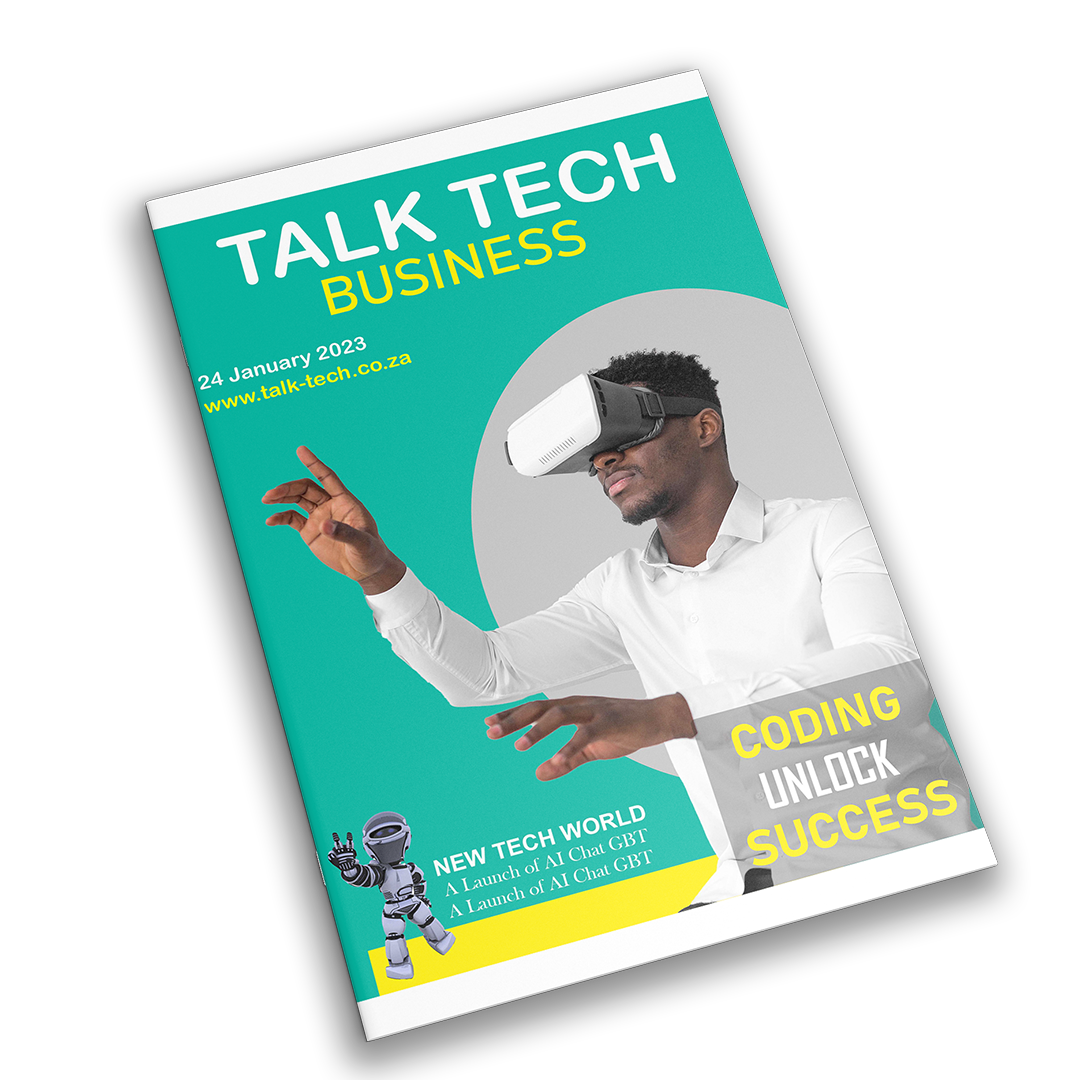 TALK TECH
BUSINESS
24 January 2023
www.talk-tech.co.za
CODING
UNLOCK
SUCCESS
NEW TECH WORLD
A Launch of AI Chat GBT
A Launch of AI Chat GBT